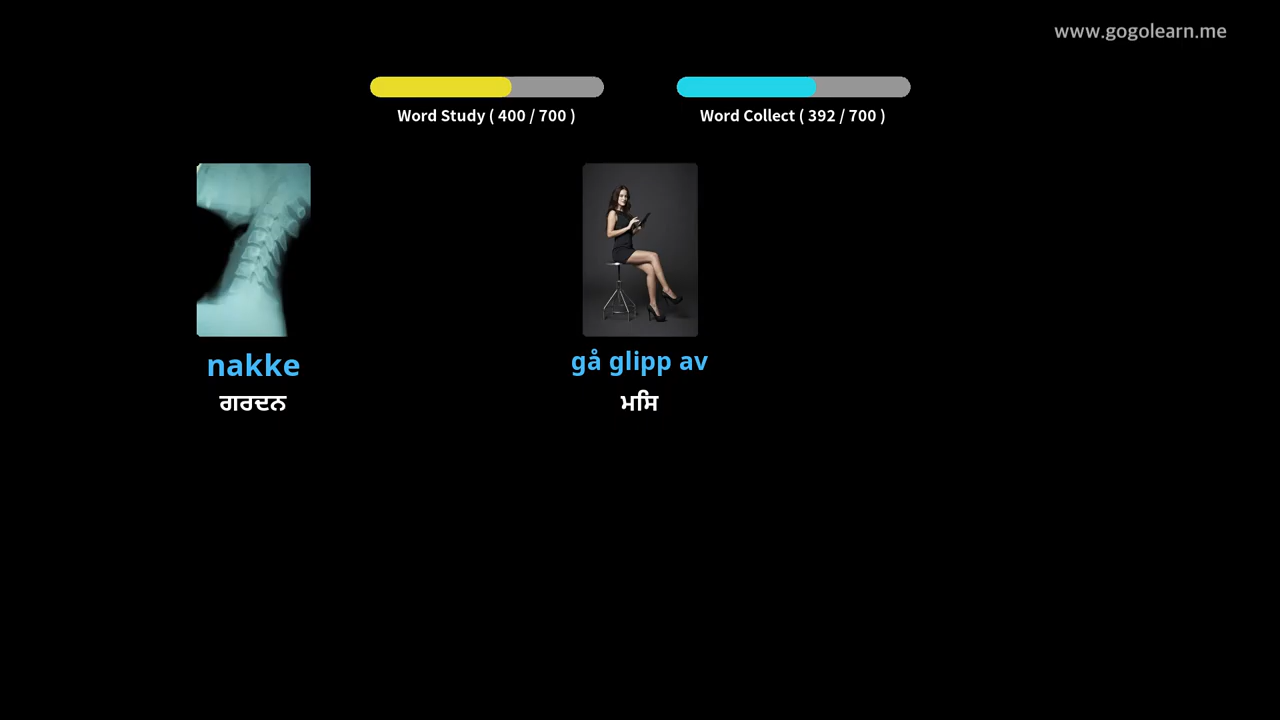 www.gogolearn.me
Word Study ( 400 / 700 )
Word Collect ( 392 / 700 )
nakke
ਗਰਦਨ
gå glipp av
ਮਸਿ